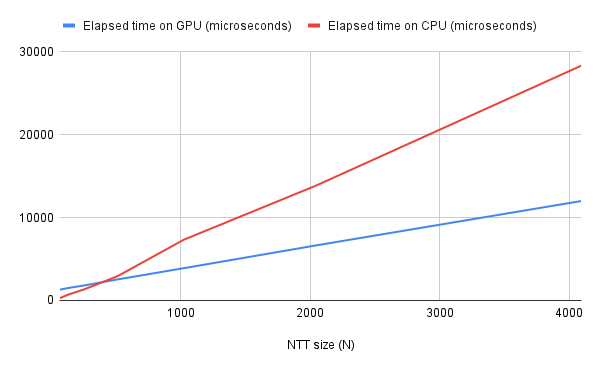 Elapsed time on GPU (microseconds) Elapsed time on CPU (microseconds)
30000
20000
10000
0
1000 2000 3000 4000
NTT size (N)